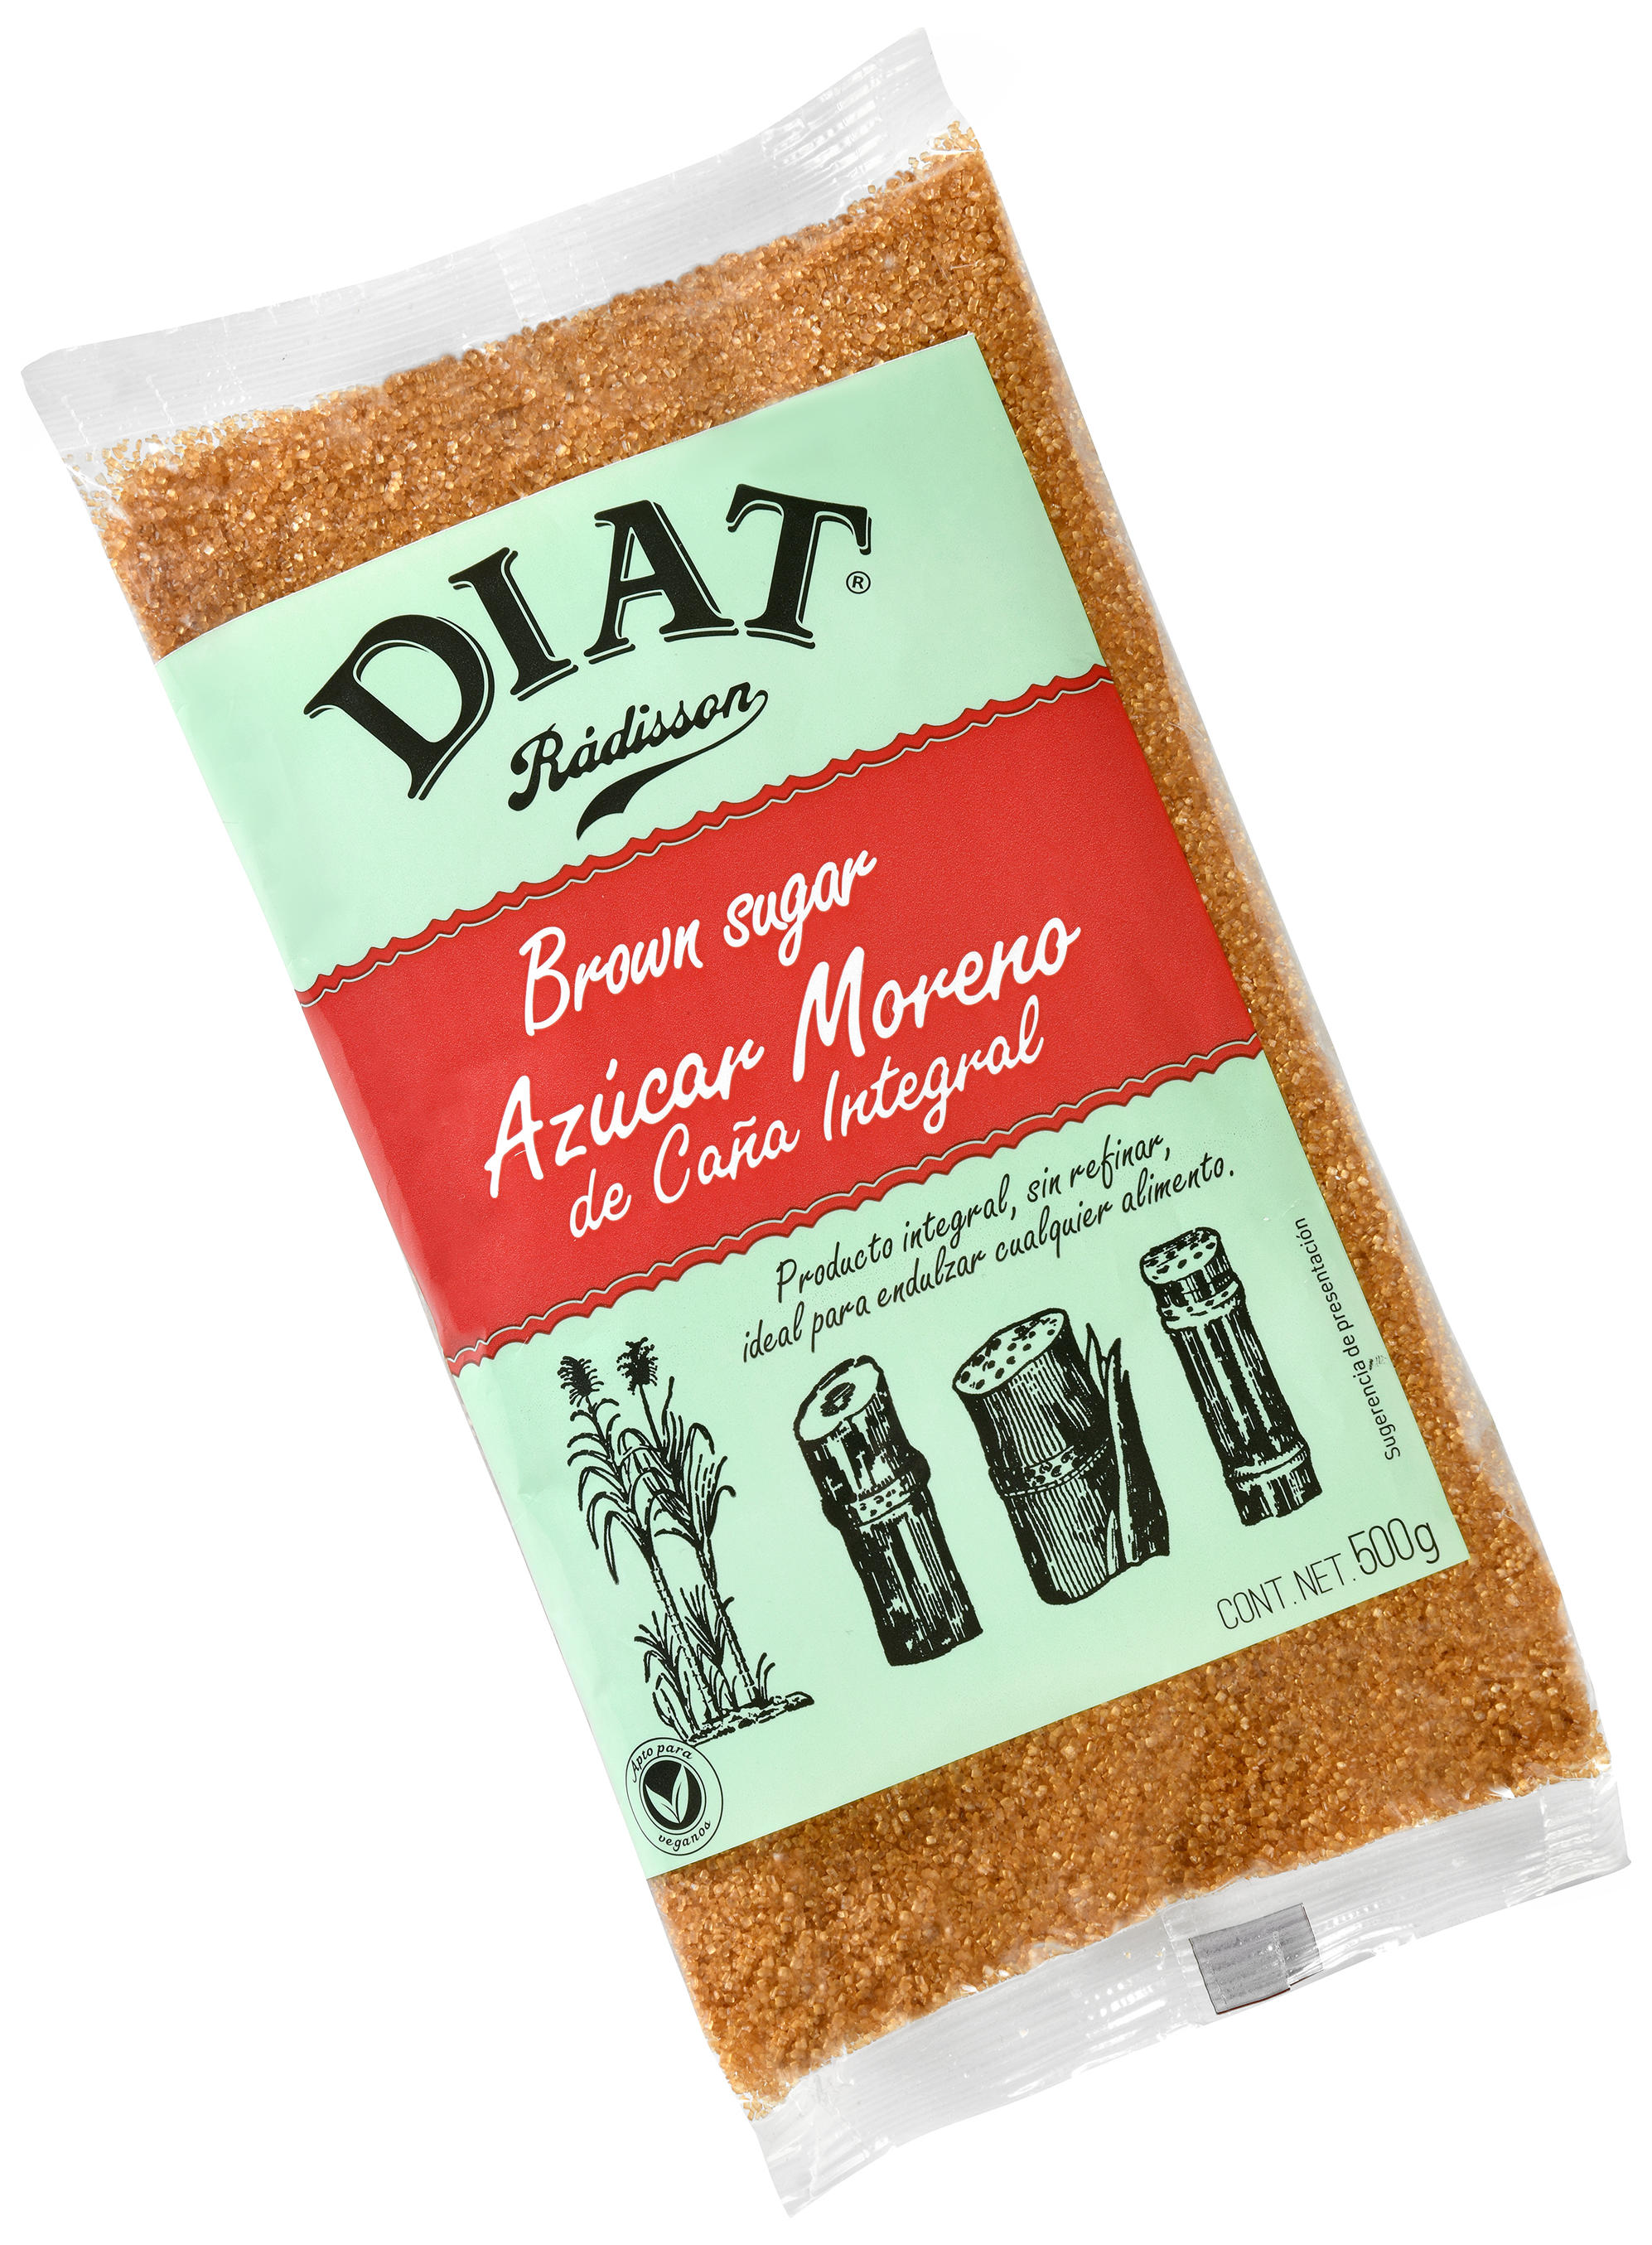 DIAT®
Rádisson
Brown sugar
Azúcar Moreno
de Caña Integral
Producto integral, sin refinar,
ideal para endulzar cualquier alimento.
Sugerencia de presentación
CONT. NET. 500g
Apto para
veganos